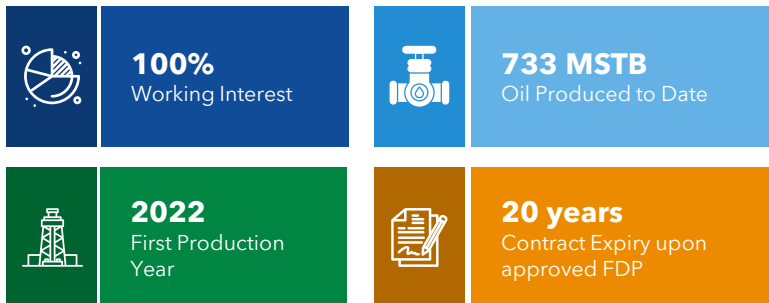 100%
Working Interest
733 MSTB
Oil Produced to Date
2022
First Production
Year
20 years
Contract Expiry upon
approved FDP